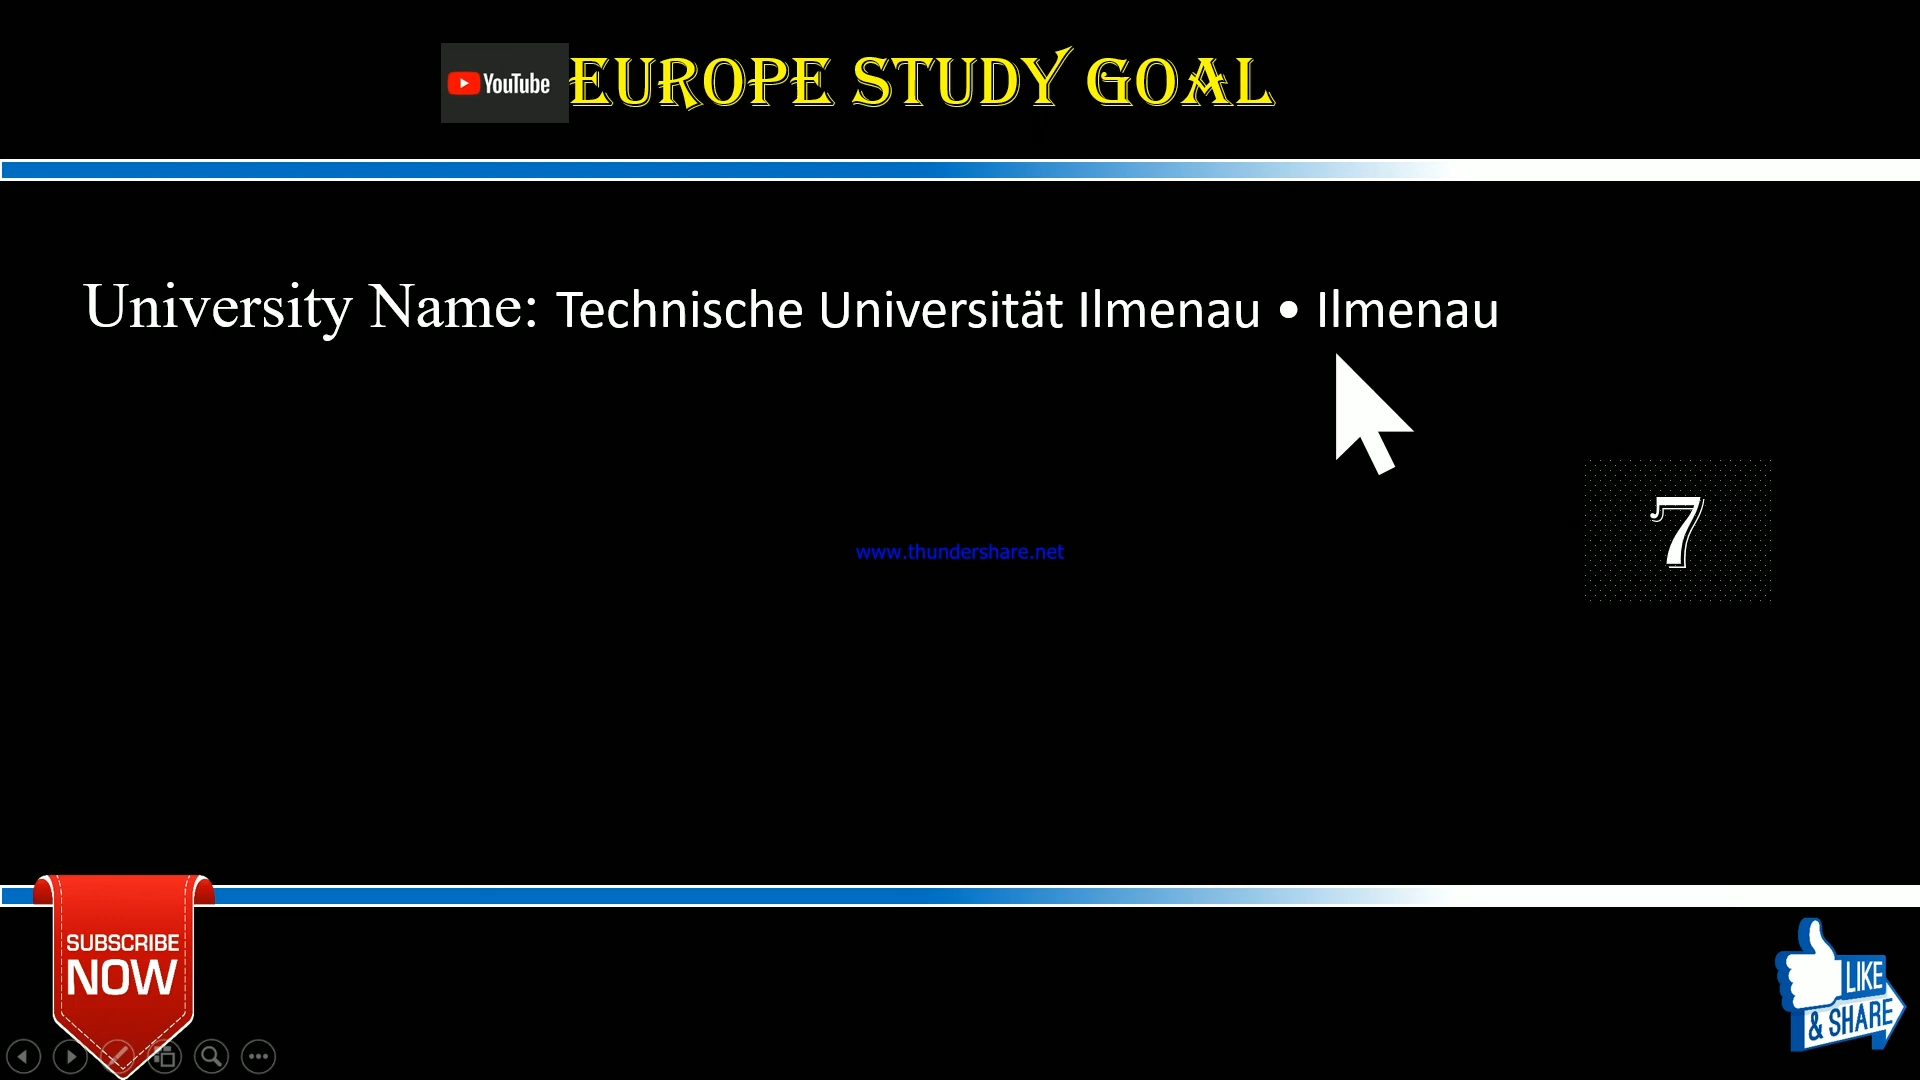 YouTube EUROPE STUDY GOAL
University Name: Technische Universität Ilmenau • Ilmenau
7
www.thundershare.net
SUBSCRIBE
NOW
LIKE
& SHARE